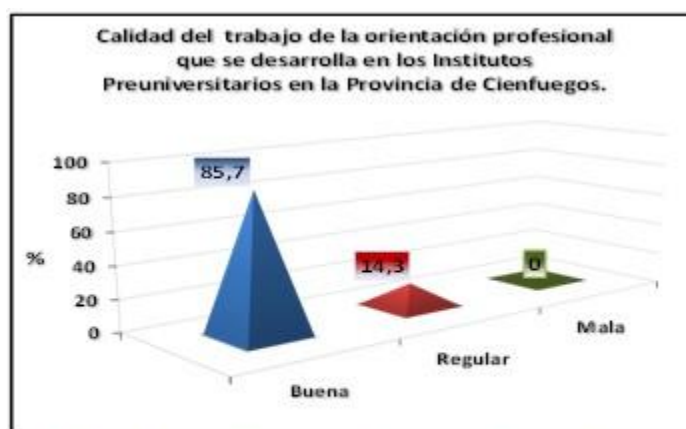 Calidad del trabajo de la orientación profesional
que se desarrolla en los Institutos
Preuniversitarios en la Provincia de Cienfuegos.
100
80
60
40
20
0
%
85,7
14,3
0
Buena
Regular
Mala